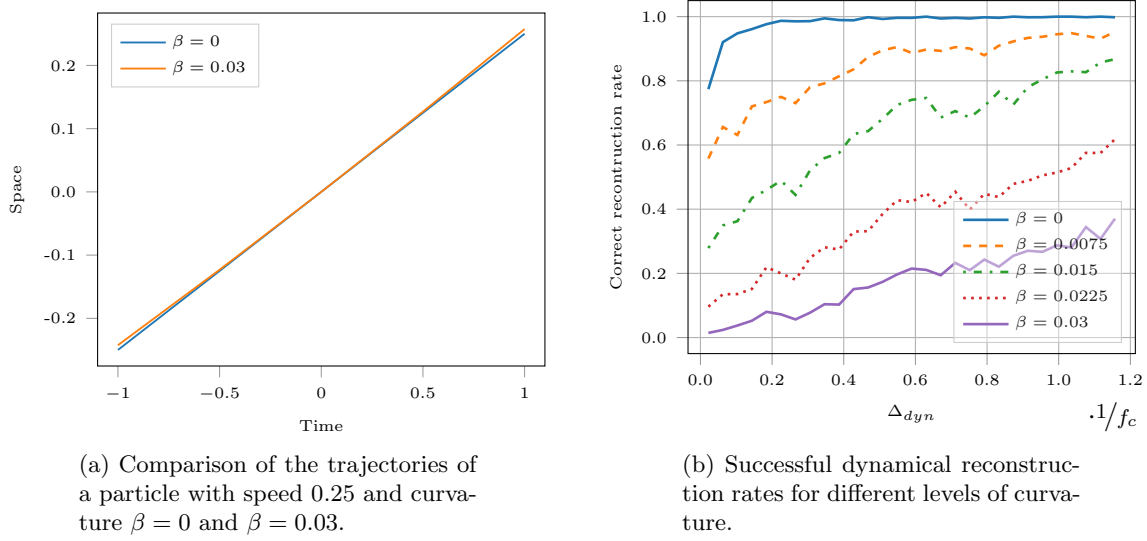 β = 0
β = 0.03
0.2
0.1
0.0
-0.1
-0.2
Space
−1
−0.5
0
0.5
1
Time
(a) Comparison of the trajectories of
a particle with speed 0.25 and curva-
ture β = 0 and β = 0.03.
1.0
0.8
0.6
0.4
0.2
0.0
Correct recontruction rate
β = 0
β = 0.0075
β = 0.015
β = 0.0225
β = 0.03
0.0
0.2
0.4
0.6
0.8
1.0
1.2
Δdyn
.1/fc
(b) Successful dynamical reconstruc-
tion rates for different levels of curva-
ture.